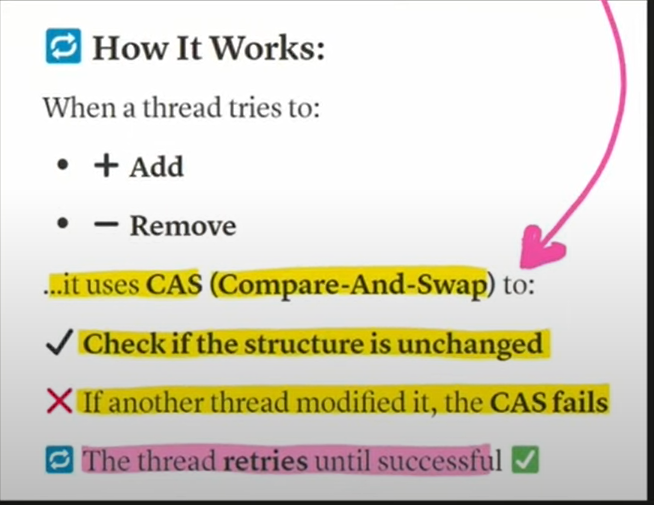 🔁 How It Works:
When a thread tries to:
• ➕ Add
• ➖ Remove
...it uses CAS (Compare-And-Swap) to:
✔ Check if the structure is unchanged
❌ If another thread modified it, the CAS fails
🔁 The thread retries until successful ✅